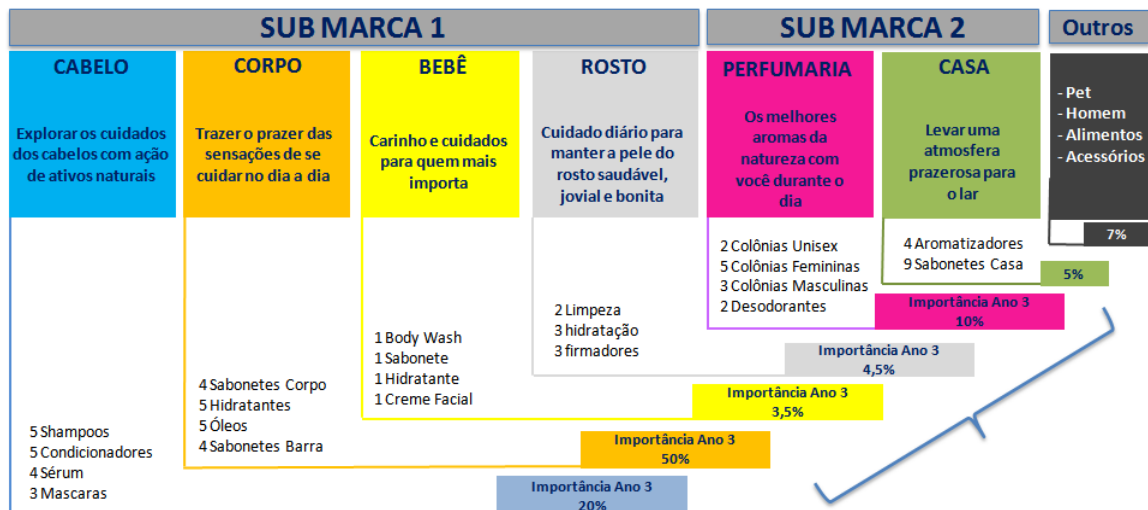 SUB MARCA 1
SUB MARCA 2
Outros
CABELO
Explorar os cuidados
dos cabelos com ação
de ativos naturais
CORPO
Trazer o prazer das
sensações de se
cuidar no dia a dia
BEBÊ
Carinho e cuidados
para quem mais
importa
ROSTO
Cuidado diário para
manter a pele do
rosto saudável,
jovial e bonita
PERFUMARIA
Os melhores
aromas da
natureza com
você durante o
dia
CASA
Levar uma
atmosfera
prazerosa para
o lar
- Pet
- Homem
- Alimentos
- Acessórios
7%
4 Aromatizadores
9 Sabonetes Casa
5%
2 Colônias Unisex
5 Colônias Femininas
3 Colônias Masculinas
2 Desodorantes
Importância Ano 3
10%
2 Limpeza
3 hidratação
3 firmadores
Importância Ano 3
4,5%
1 Body Wash
1 Sabonete
1 Hidratante
1 Creme Facial
Importância Ano 3
3,5%
4 Sabonetes Corpo
5 Hidratantes
5 Óleos
4 Sabonetes Barra
Importância Ano 3
50%
5 Shampoos
5 Condicionadores
4 Sérum
3 Mascaras
Importância Ano 3
20%